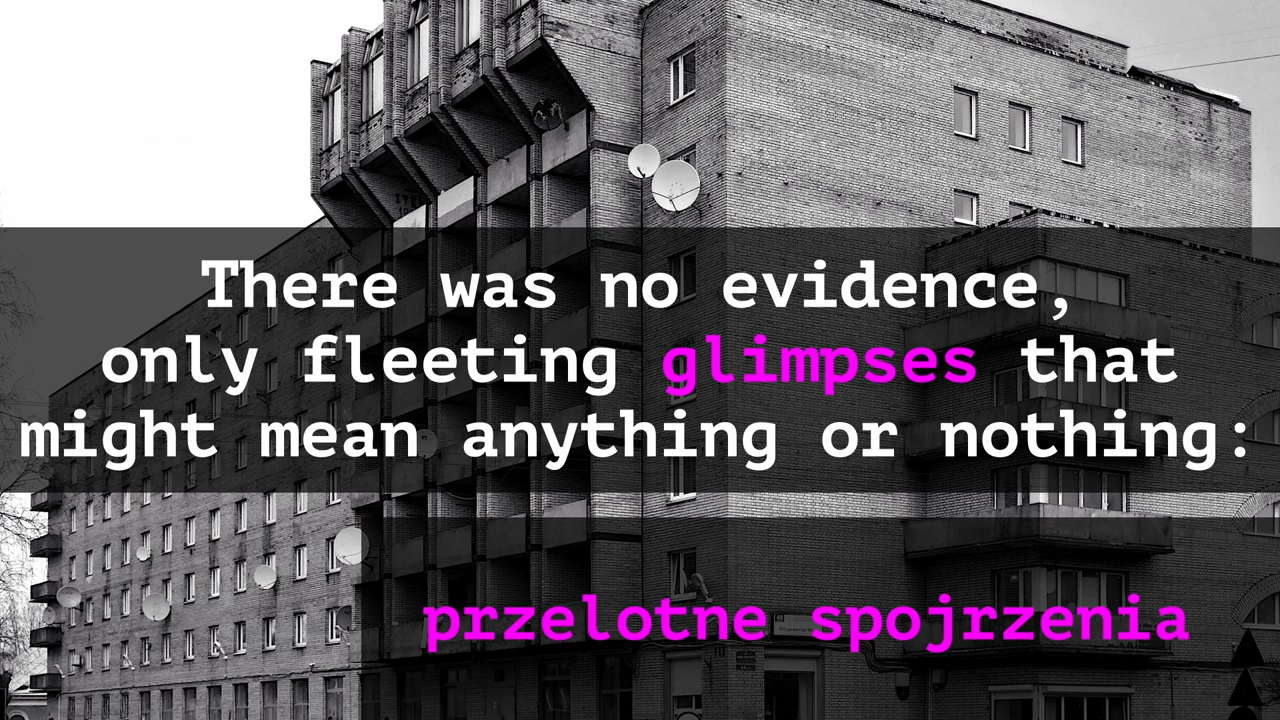 There was no evidence,
only fleeting glimpses that
might mean anything or nothing:
przelotne spojrzenia